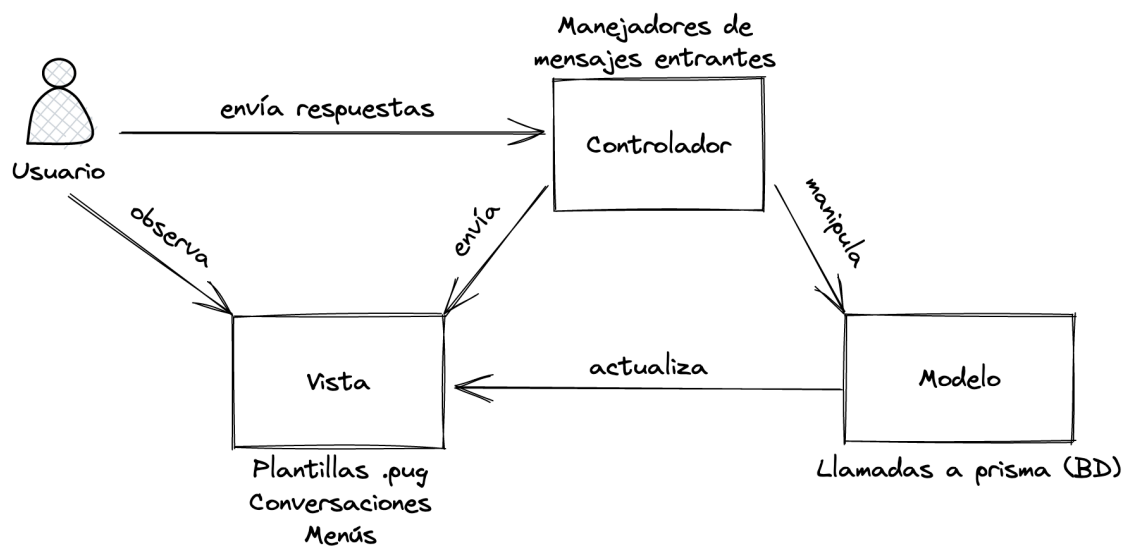 Manejadores de
mensajes entrantes
envía respuestas
Controlador
Usuario
observa
envía
manipula
actualiza
Vista
Modelo
Plantillas .pug
Conversaciones
Menús
Llamadas a prisma (BD)